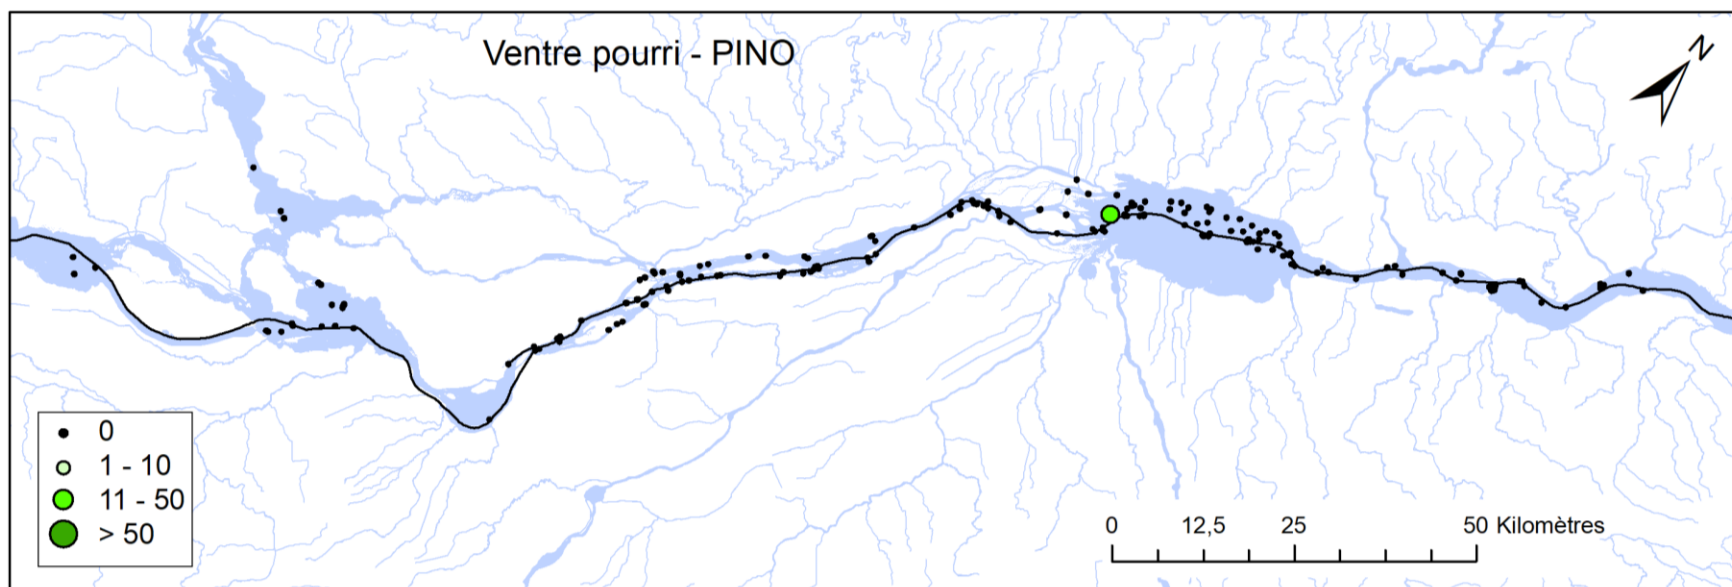 Ventre pourri - PINO
N
0
1 - 10
11 - 50
> 50
0 12,5 25 50 Kilomètres